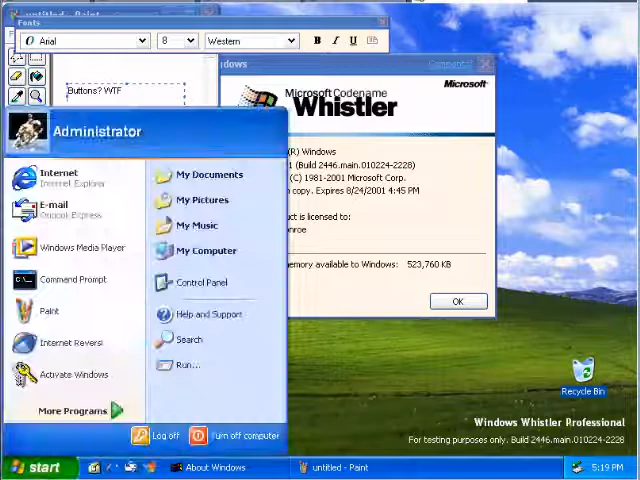 untitled - Paint
Fonts
Arial
8
Western
B I U
Buttons? WTF
dows
Comments?
Microsoft
Microsoft Codename
Whistler
(R) Windows
1 (Build 2446.main.010224-2228)
(C) 1981-2001 Microsoft Corp.
n copy. Expires 8/24/2001 4:45 PM
uct is licensed to:
nroe
memory available to Windows: 523,760 KB
OK
Administrator
Internet
Internet Explorer
E-mail
Outlook Express
Windows Media Player
Command Prompt
Paint
Internet Reversi
Activate Windows
More Programs
My Documents
My Pictures
My Music
My Computer
Control Panel
Help and Support
Search
Run...
Log off
Turn off computer
Recycle Bin
Windows Whistler Professional
For testing purposes only. Build 2446.main.010224-2228
start
About Windows
untitled - Paint
5:19 PM